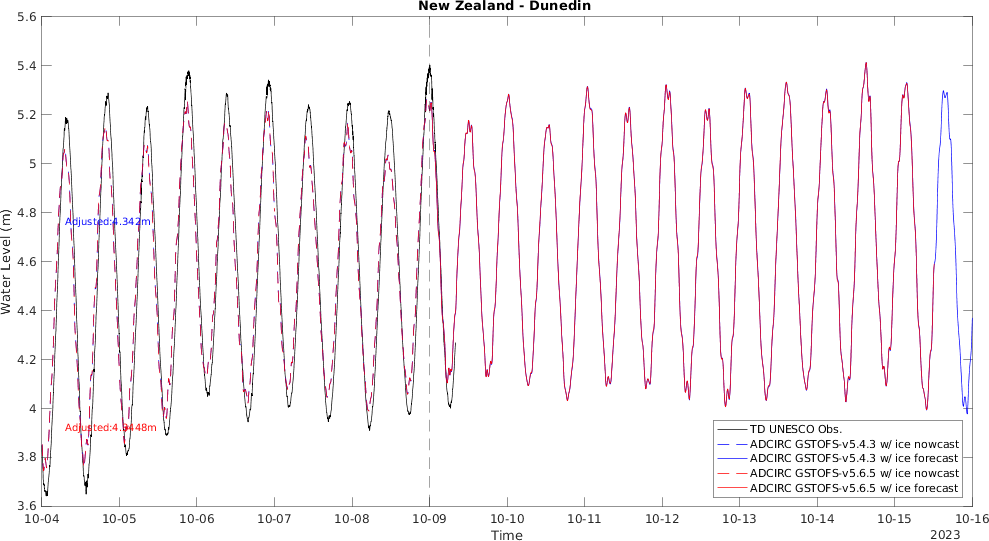 New Zealand - Dunedin
5.6
5.4
5.2
5
4.8
4.6
4.4
4.2
4
3.8
3.6
Water Level (m)
Adjusted:4.342m
Adjusted:4.3448m
TD UNESCO Obs.
ADCIRC GSTOFS-v5.4.3 w/ ice nowcast
ADCIRC GSTOFS-v5.4.3 w/ ice forecast
ADCIRC GSTOFS-v5.6.5 w/ ice nowcast
ADCIRC GSTOFS-v5.6.5 w/ ice forecast
10-04 10-05 10-06 10-07 10-08 10-09 10-10 10-11 10-12 10-13 10-14 10-15 10-16
Time
2023